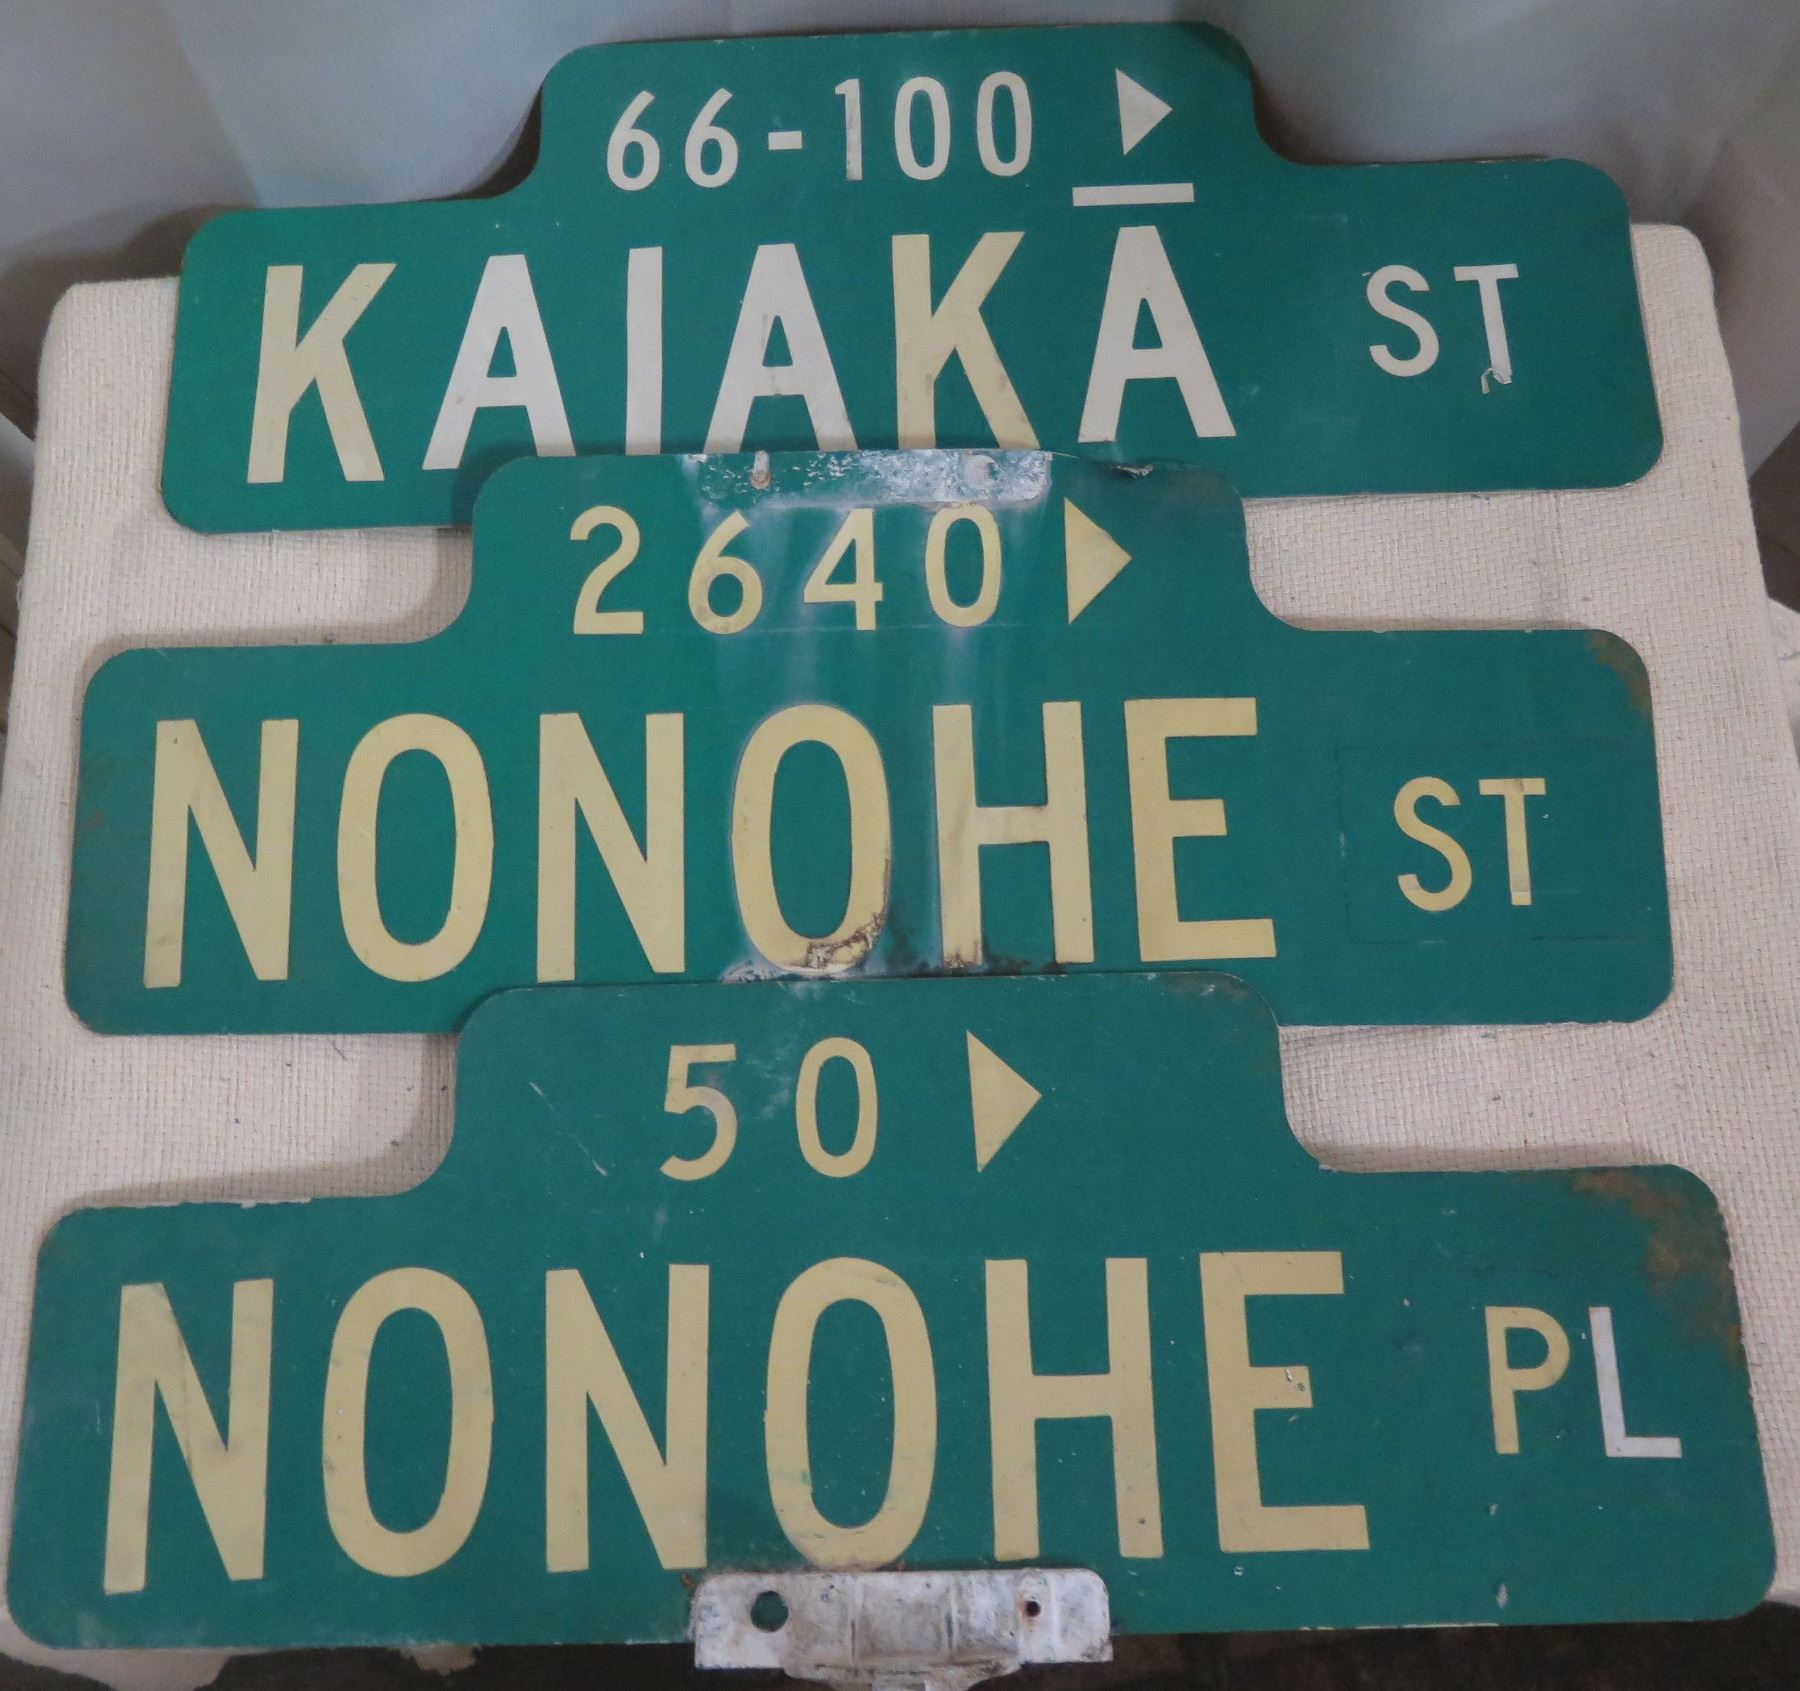 66-100 ▶
KAIAKĀ ST
2640 ▶
NONOHE ST
50 ▶
NONOHE PL